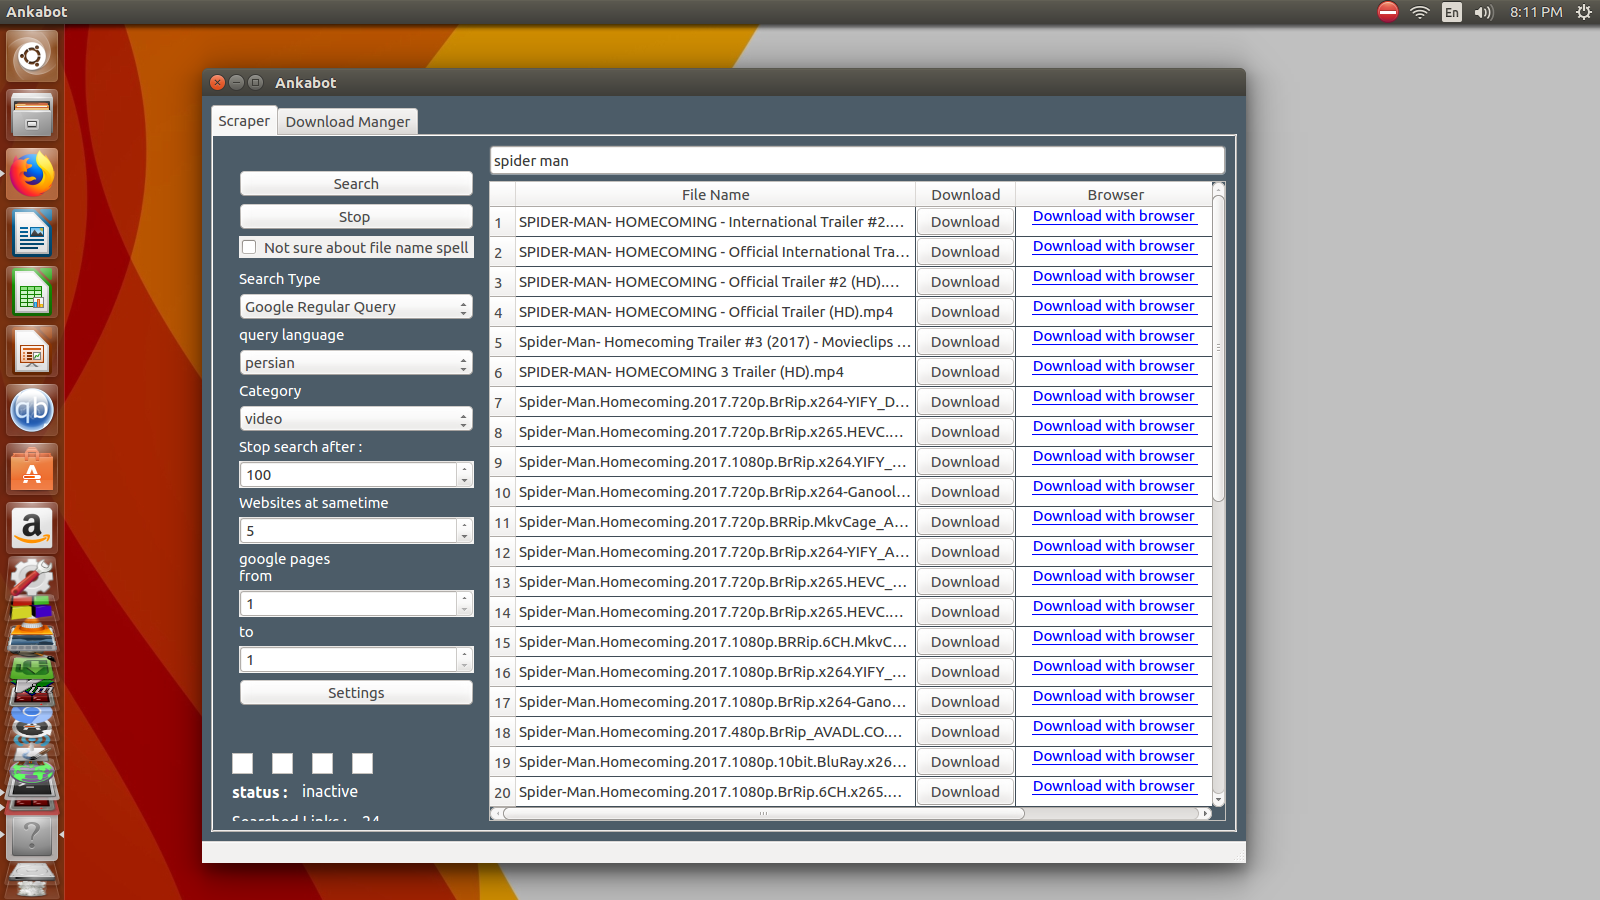 Ankabot
En
8:11 PM
Ankabot
Scraper
Download Manger
spider man
Search
Stop
Not sure about file name spell
Search Type
Google Regular Query
query language
persian
Category
video
Stop search after :
100
Websites at sametime
5
google pages
from
1
to
1
Settings
status : inactive
Searched Links : 24
File Name Download Browser
1 SPIDER-MAN- HOMECOMING - International Trailer #2.... Download Download with browser
2 SPIDER-MAN- HOMECOMING - Official International Tra... Download Download with browser
3 SPIDER-MAN- HOMECOMING - Official Trailer #2 (HD).... Download Download with browser
4 SPIDER-MAN- HOMECOMING - Official Trailer (HD).mp4 Download Download with browser
5 Spider-Man- Homecoming Trailer #3 (2017) - Movieclips ... Download Download with browser
6 SPIDER-MAN- HOMECOMING 3 Trailer (HD).mp4 Download Download with browser
7 Spider-Man.Homecoming.2017.720p.BrRip.x264-YIFY_D... Download Download with browser
8 Spider-Man.Homecoming.2017.720p.BrRip.x265.HEVC.... Download Download with browser
9 Spider-Man.Homecoming.2017.1080p.BrRip.x264.YIFY_... Download Download with browser
10 Spider-Man.Homecoming.2017.720p.BrRip.x264-Ganool... Download Download with browser
11 Spider-Man.Homecoming.2017.720p.BRRip.MkvCage_A... Download Download with browser
12 Spider-Man.Homecoming.2017.720p.BrRip.x264-YIFY_A... Download Download with browser
13 Spider-Man.Homecoming.2017.720p.BrRip.x265.HEVC_... Download Download with browser
14 Spider-Man.Homecoming.2017.720p.BrRip.x265.HEVC.... Download Download with browser
15 Spider-Man.Homecoming.2017.1080p.BRRip.6CH.MkvC... Download Download with browser
16 Spider-Man.Homecoming.2017.1080p.BrRip.x264.YIFY_... Download Download with browser
17 Spider-Man.Homecoming.2017.1080p.BrRip.x264-Gano... Download Download with browser
18 Spider-Man.Homecoming.2017.480p.BrRip_AVADL.CO.... Download Download with browser
19 Spider-Man.Homecoming.2017.1080p.10bit.BluRay.x26... Download Download with browser
20 Spider-Man.Homecoming.2017.1080p.BrRip.6CH.x265.... Download Download with browser
qb
a